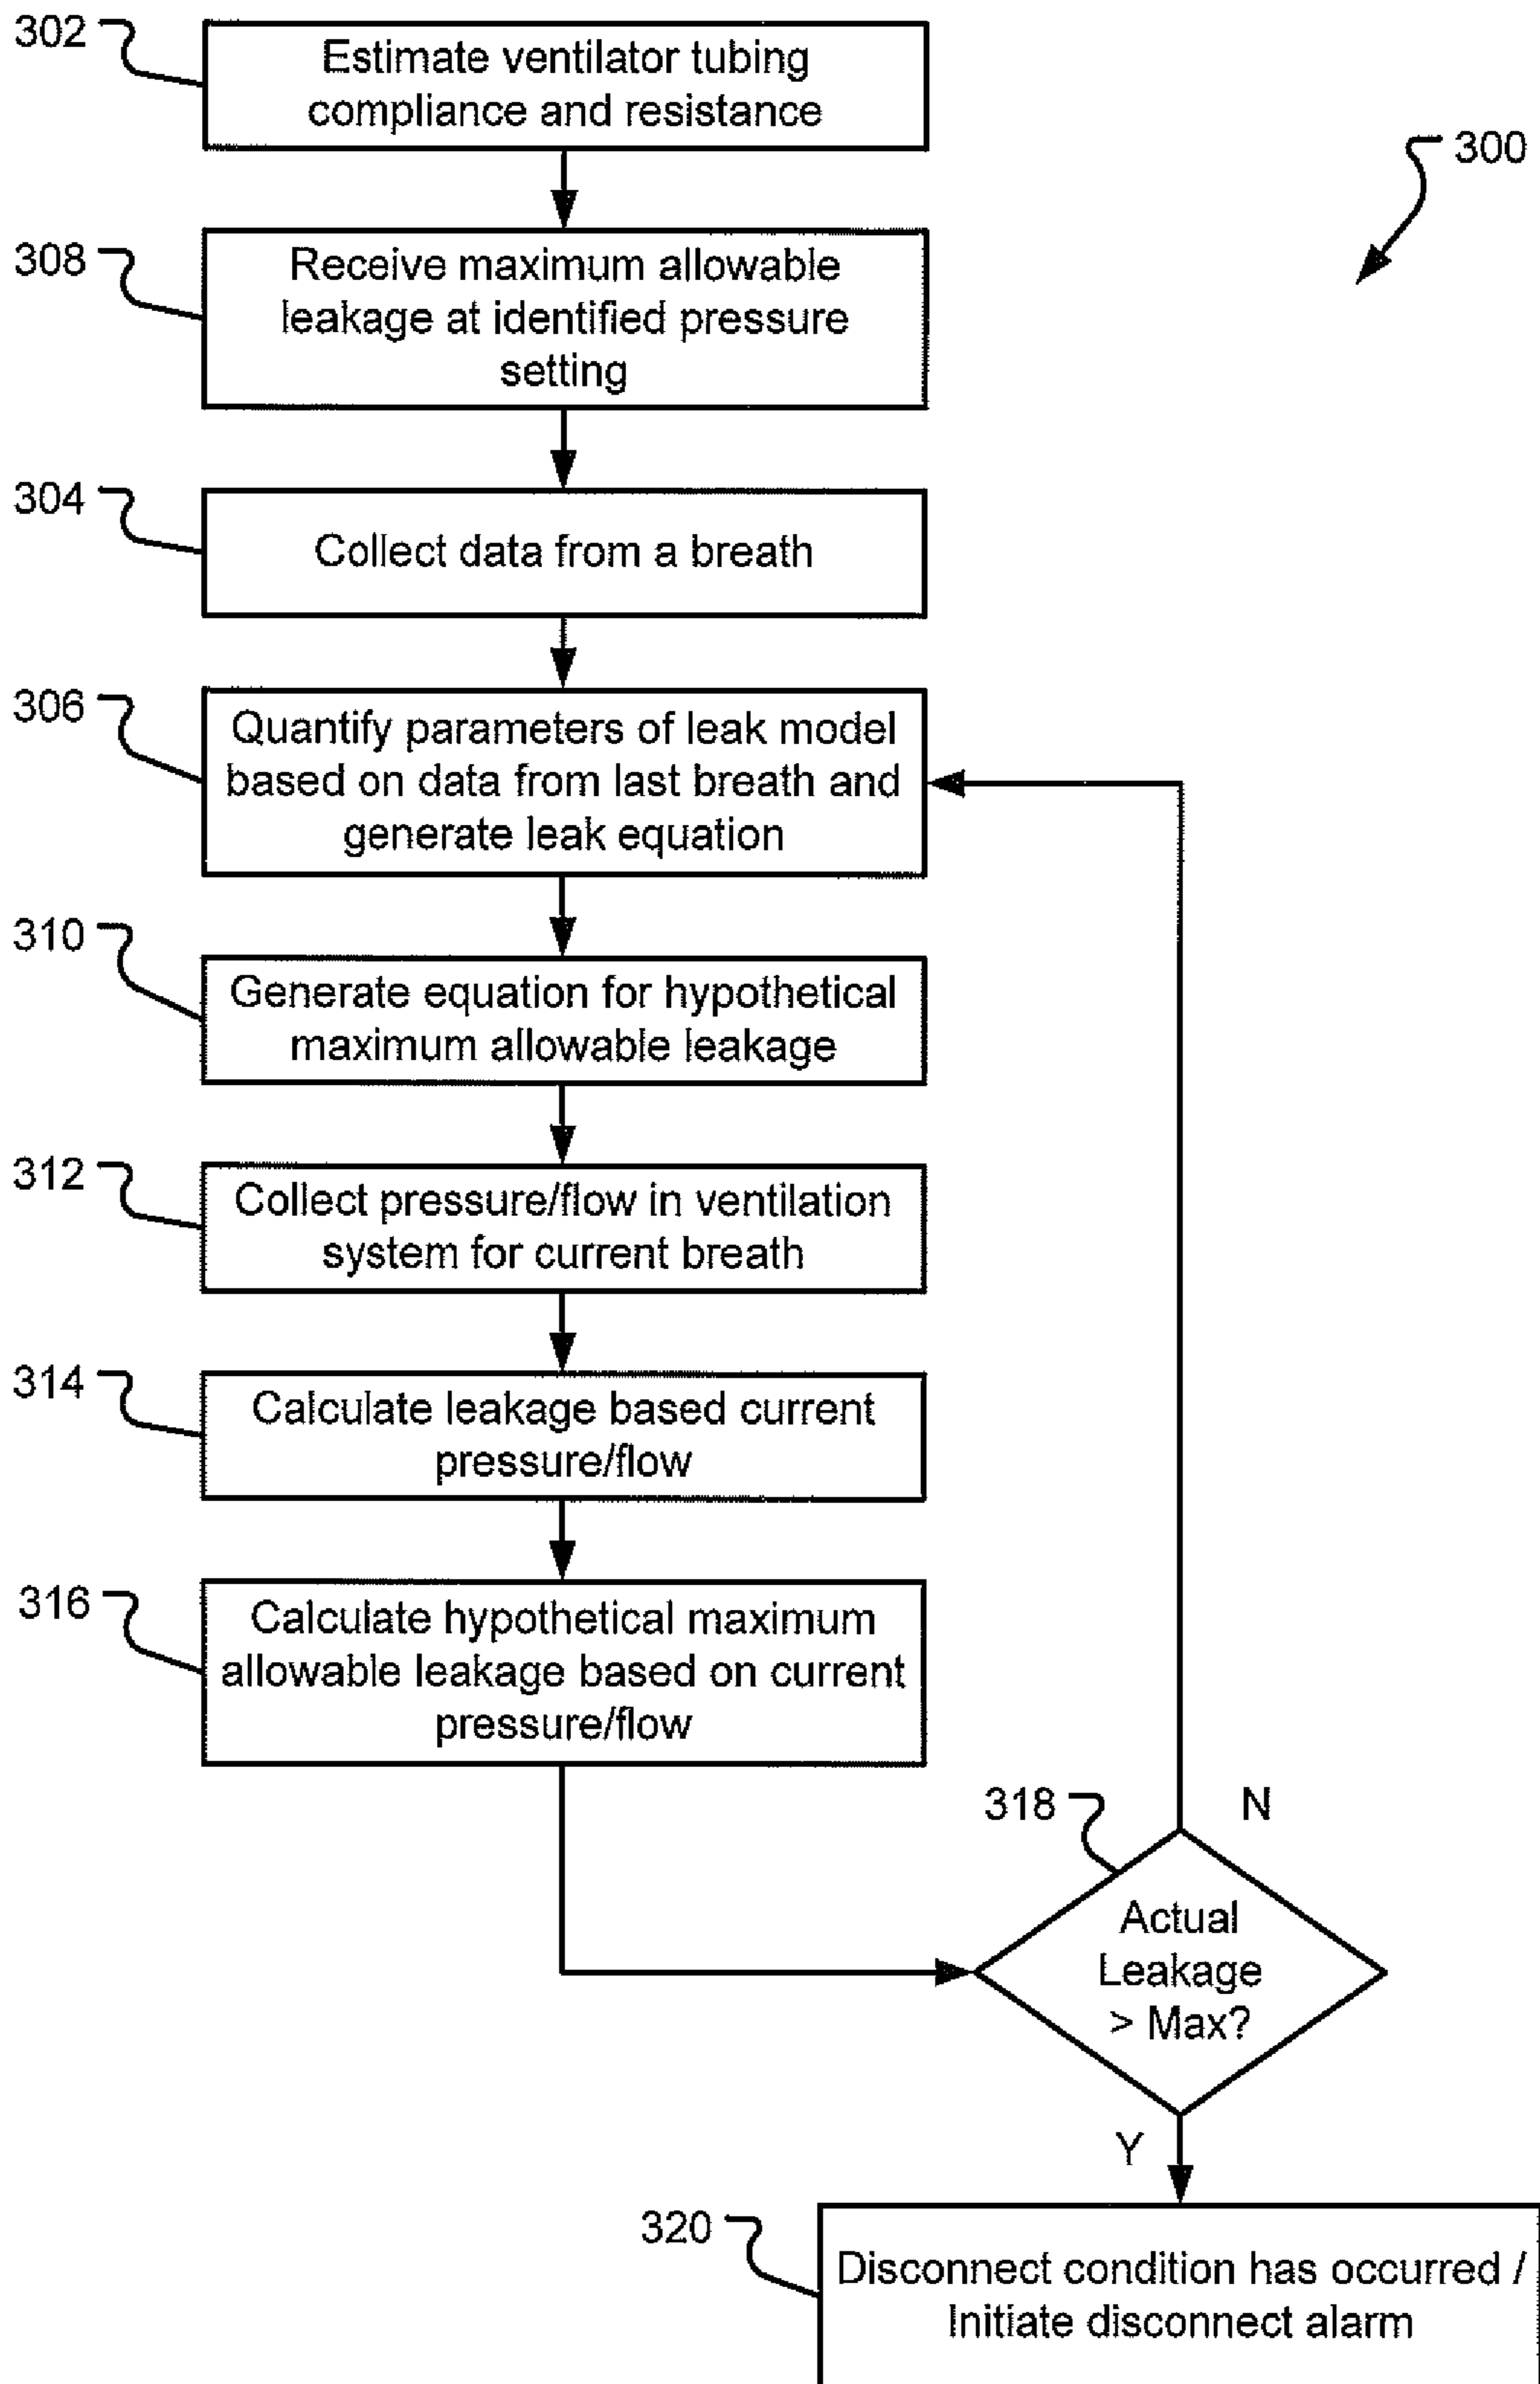 302
Estimate ventilator tubing
compliance and resistance
300
308
Receive maximum allowable
leakage at identified pressure
setting
304
Collect data from a breath
306
Quantify parameters of leak model
based on data from last breath and
generate leak equation
310
Generate equation for hypothetical
maximum allowable leakage
312
Collect pressure/flow in ventilation
system for current breath
314
Calculate leakage based current
pressure/flow
316
Calculate hypothetical maximum
allowable leakage based on current
pressure/flow
318
N
Actual
Leakage
> Max?
Y
320
Disconnect condition has occurred /
Initiate disconnect alarm